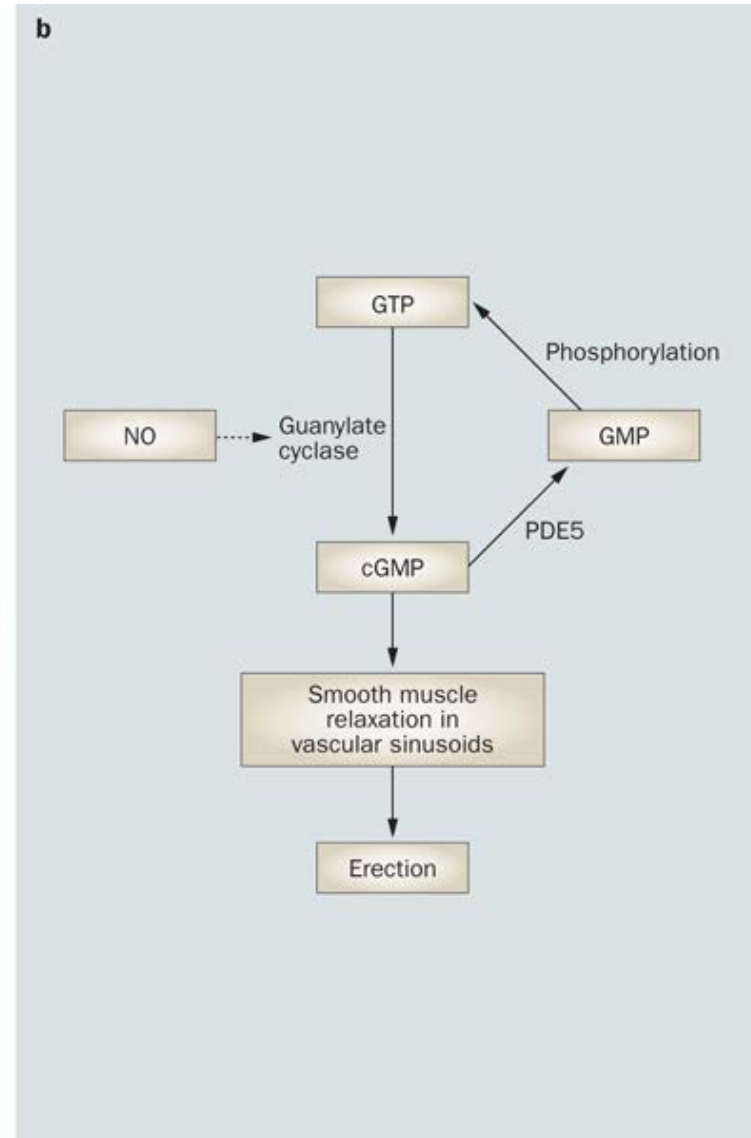 b
GTP
Phosphorylation
NO
Guanylate
cyclase
GMP
PDE5
cGMP
Smooth muscle
relaxation in
vascular sinusoids
Erection